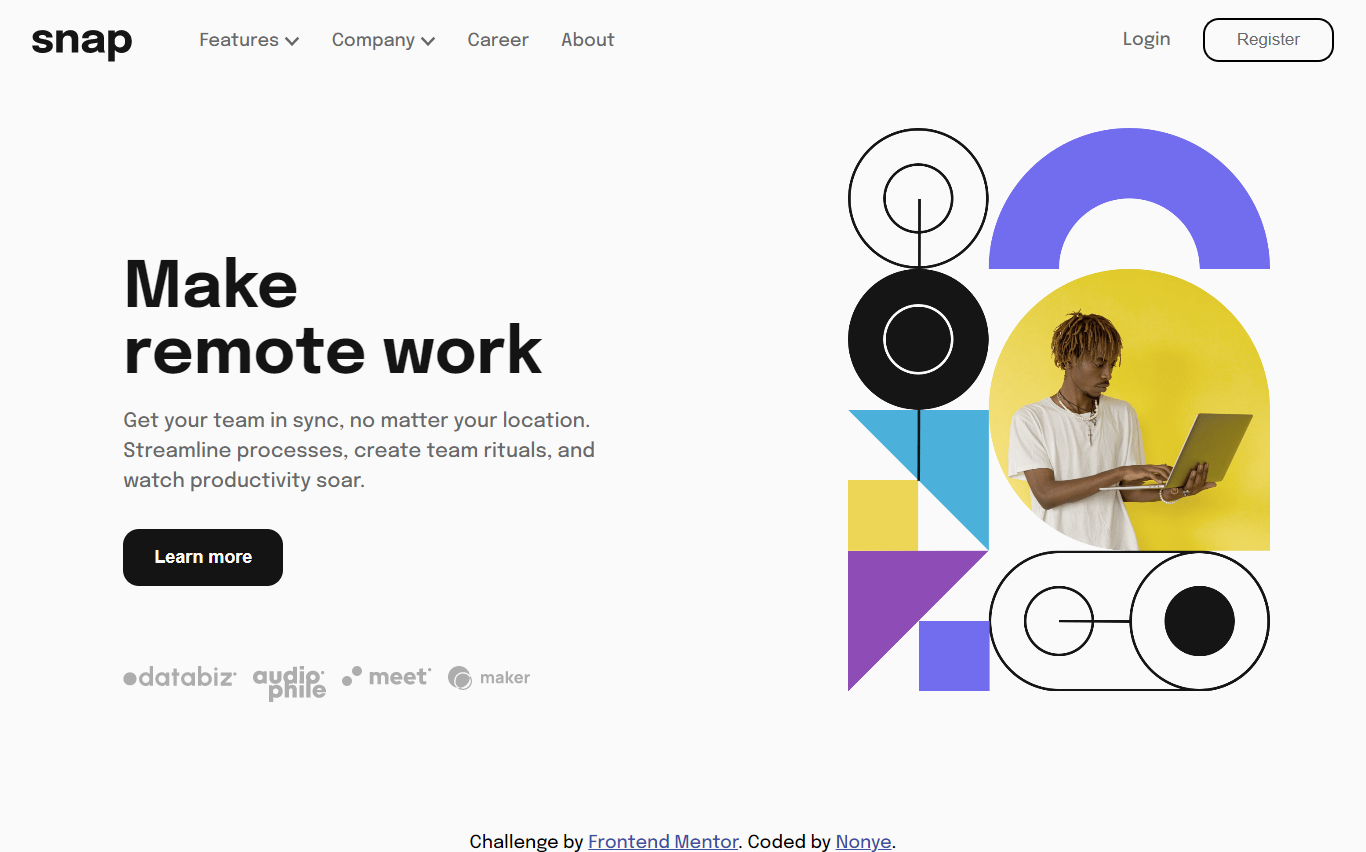 snap
Features
Company
Career
About
Login
Register
Make
remote work
Get your team in sync, no matter your location.
Streamline processes, create team rituals, and
watch productivity soar.
Learn more
databiz
audio
phile
meet
maker
Challenge by Frontend Mentor. Coded by Nonye.